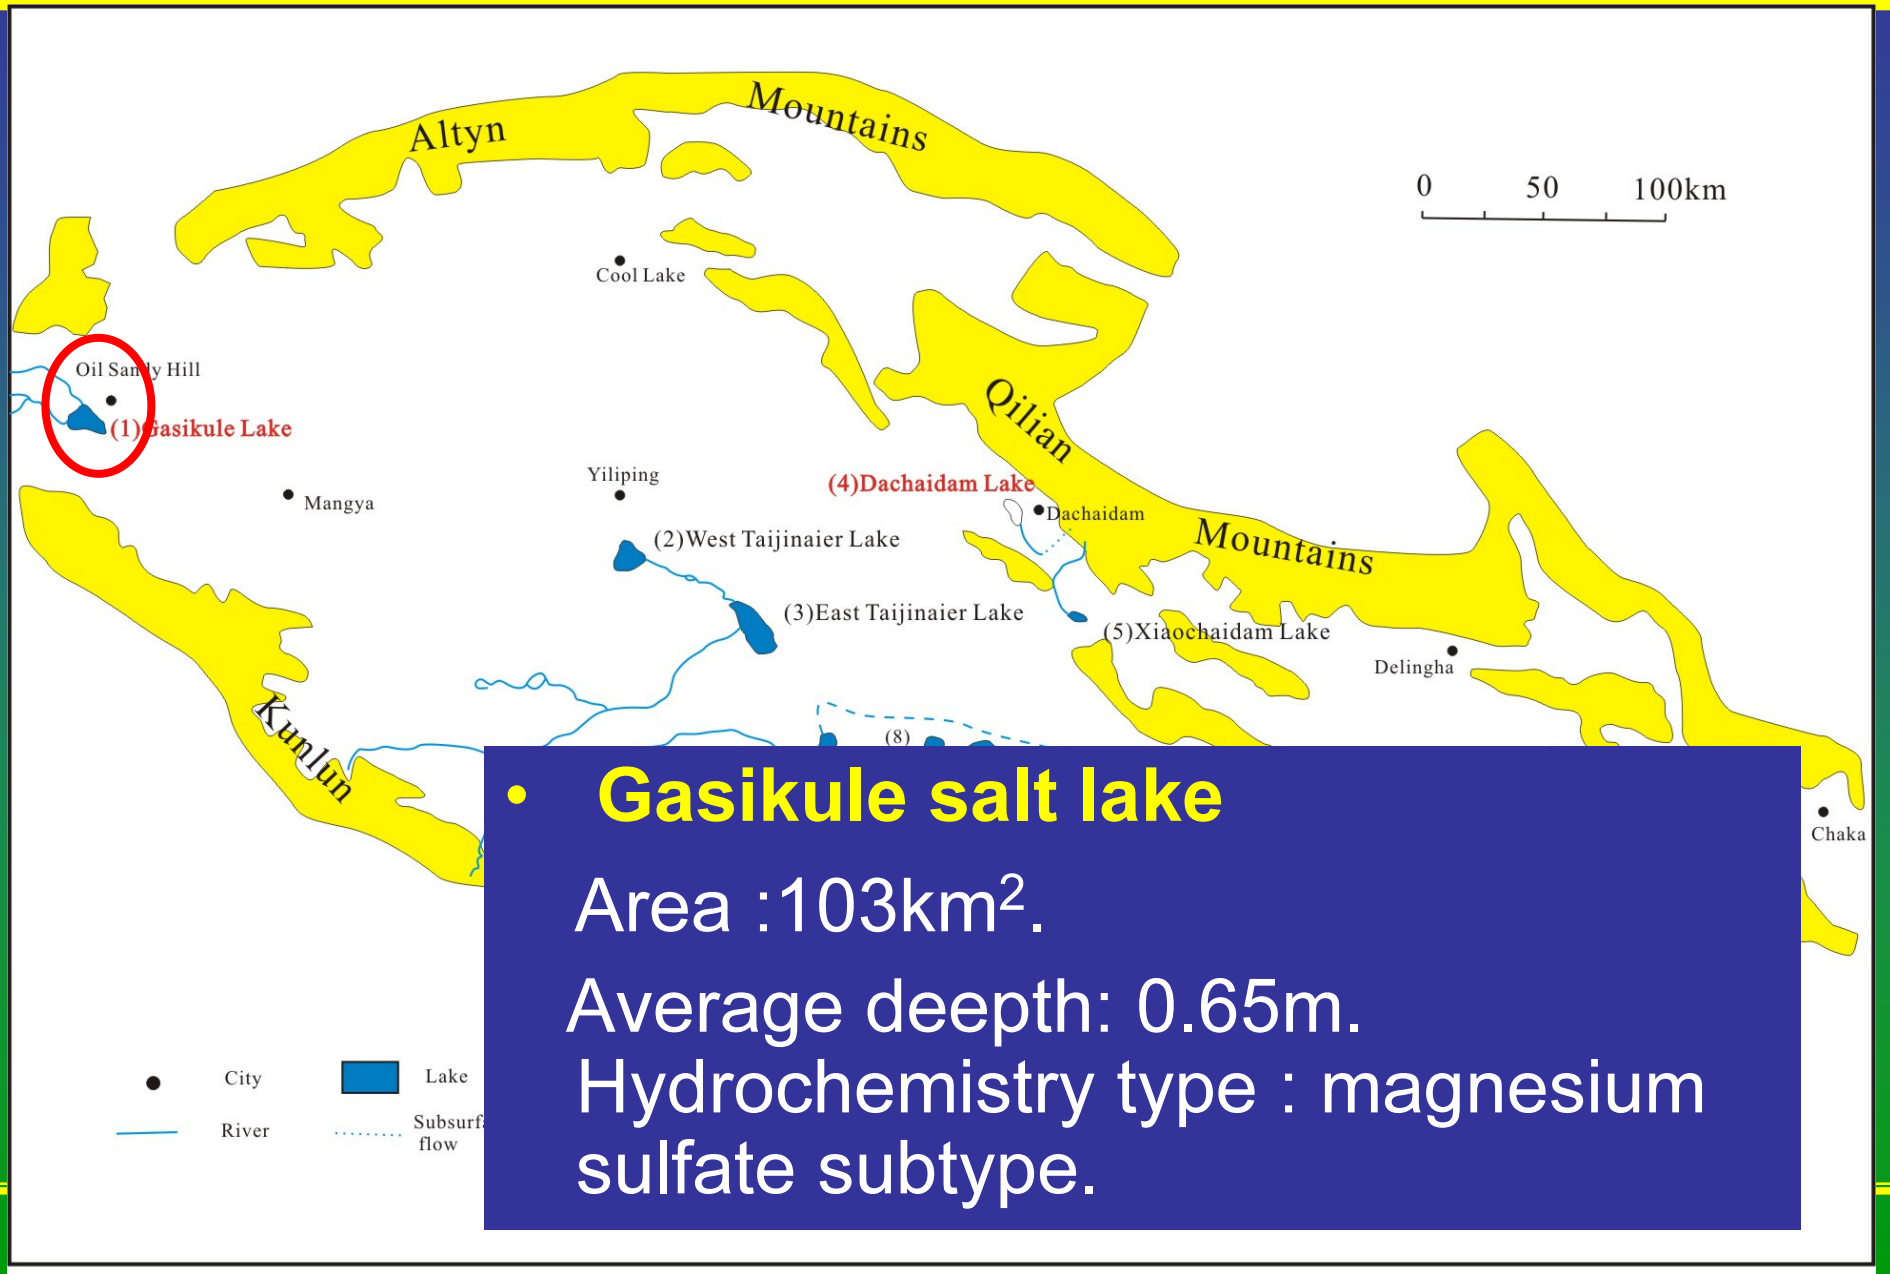 Altyn
Mountains
0 50 100km
Cool Lake
Oil Sandy Hill
(1)Gasikule Lake
Mangya
Yiliping
(2)West Taijinaier Lake
(3)East Taijinaier Lake
(4)Dachaidam Lake
Dachaidam
Qilian
Mountains
(5)Xiaochaidam Lake
Delingha
Kunlun
(8)
Chaka
• Gasikule salt lake
Area :103km².
Average deepth: 0.65m.
Hydrochemistry type : magnesium
sulfate subtype.
City
Lake
River
flow